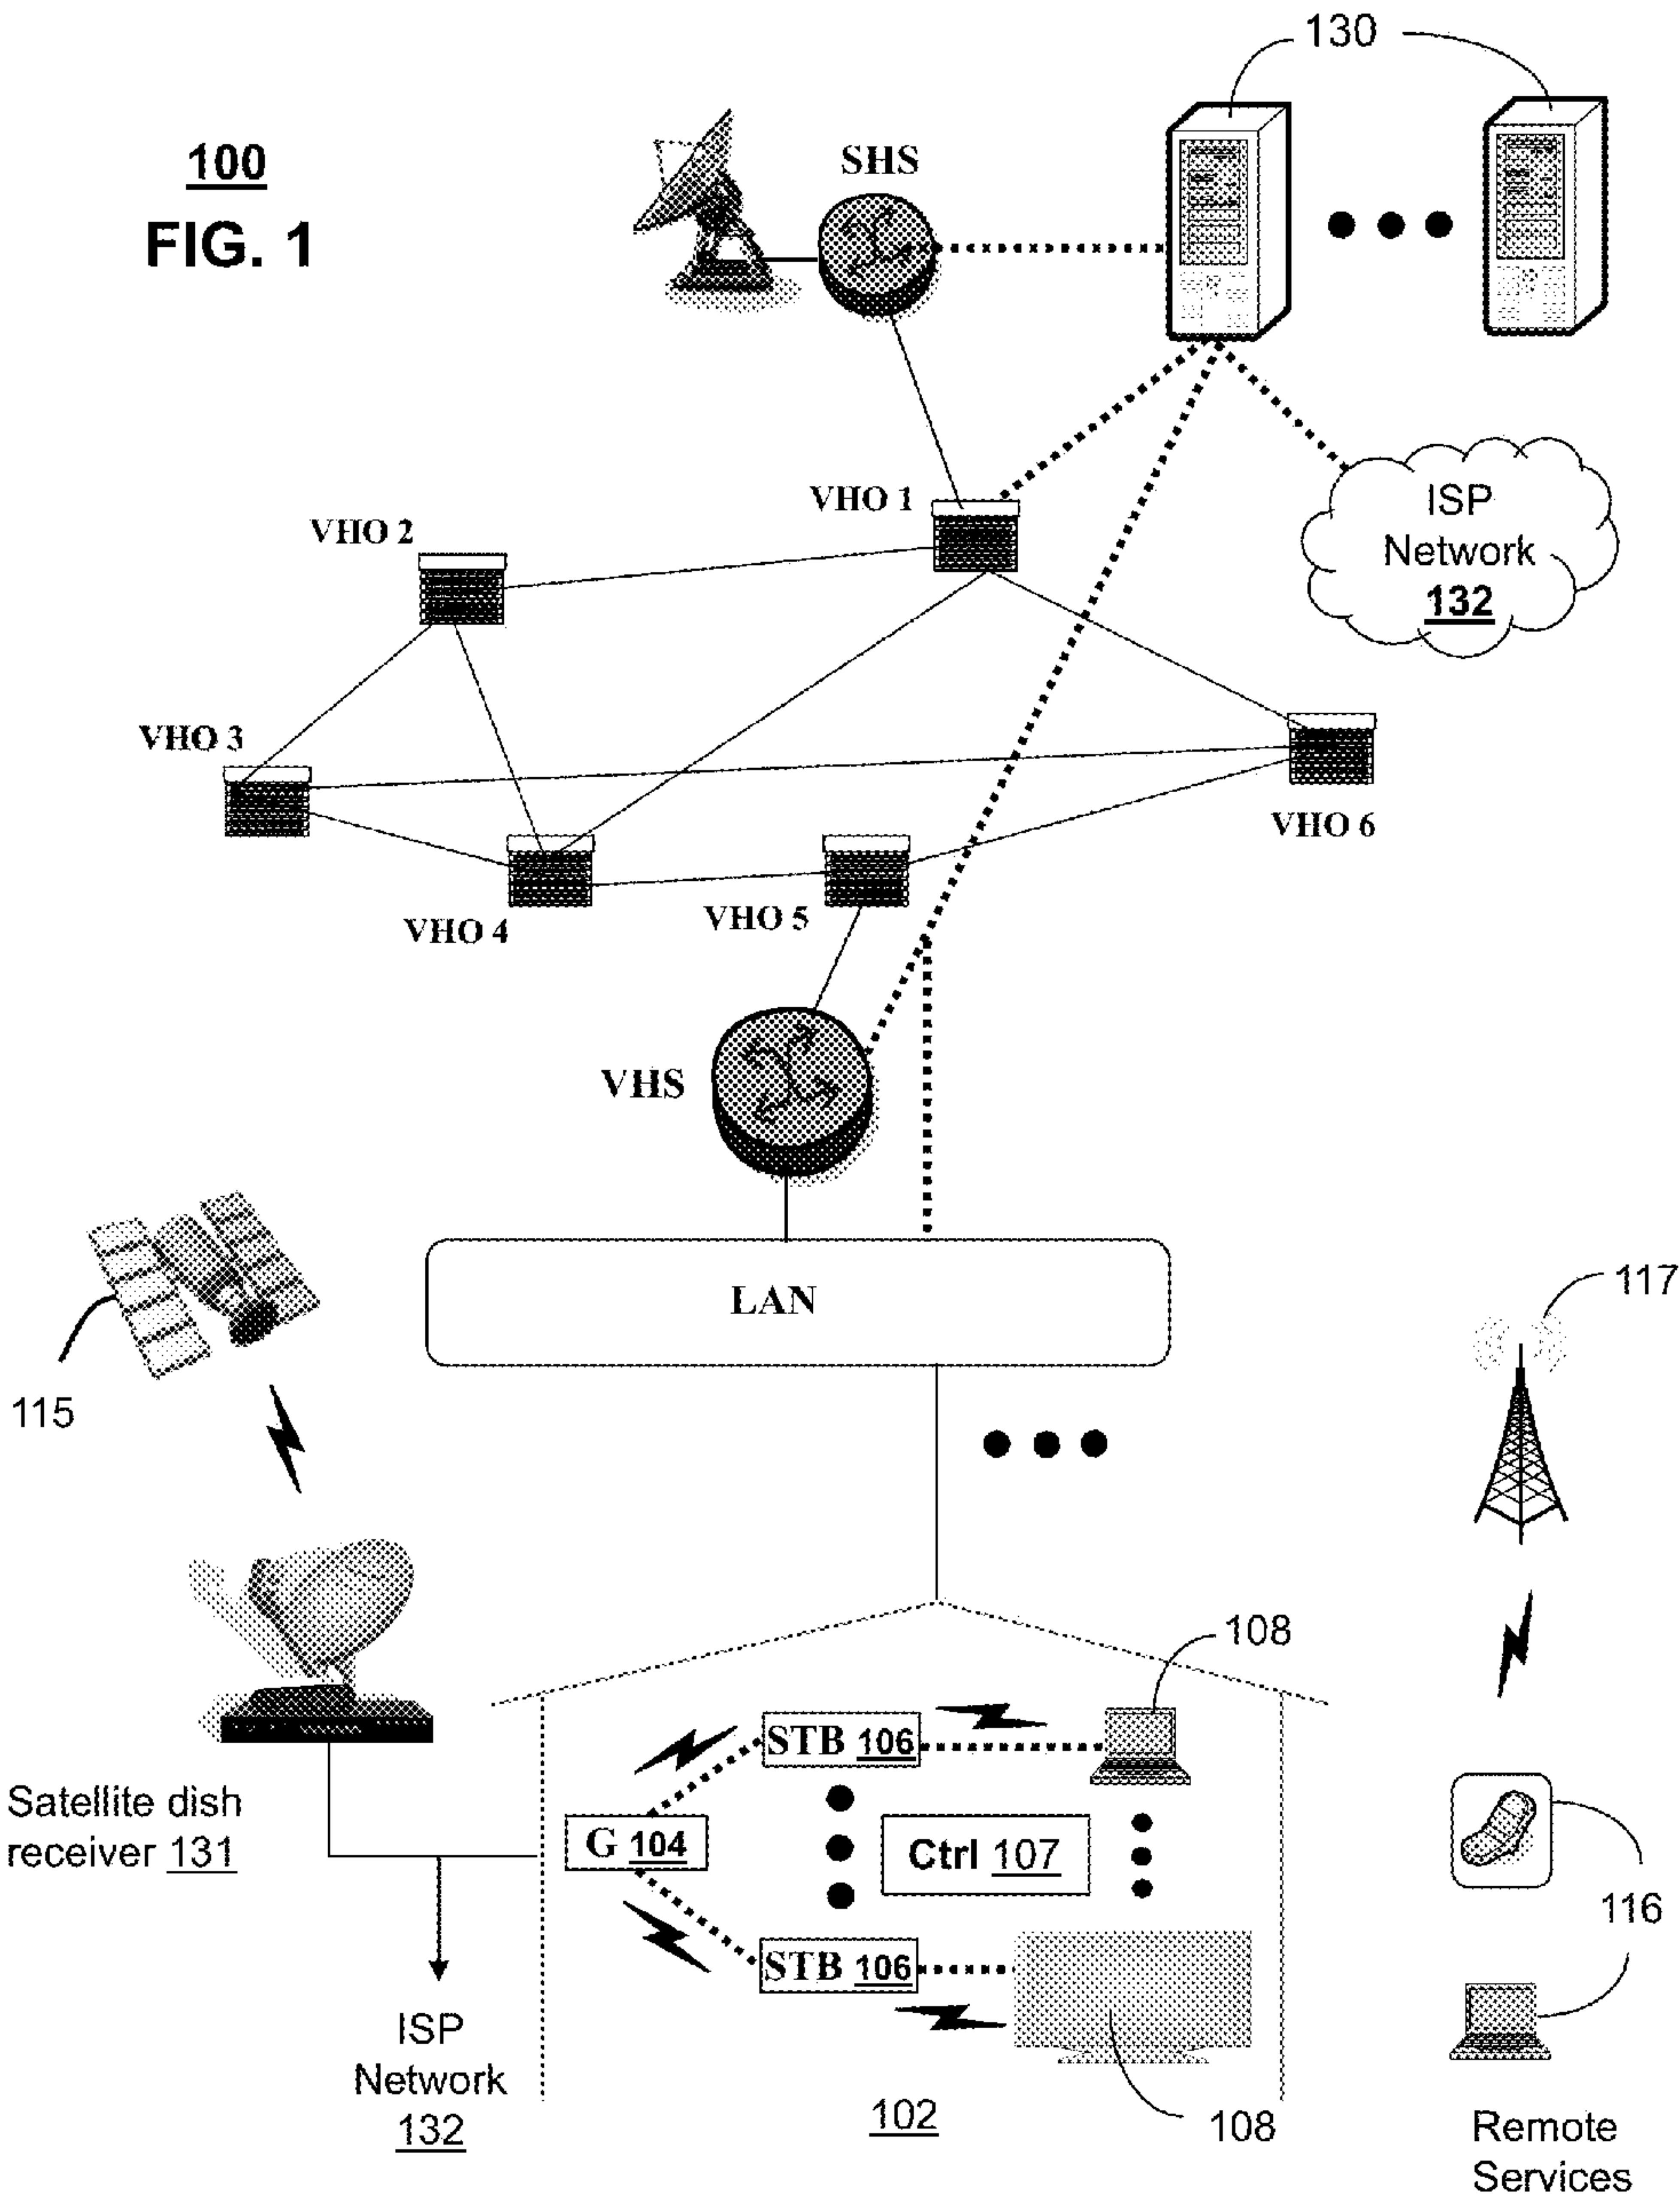 130
100
FIG. 1
SHS
ISP
Network
132
VHO 1
VHO 2
VHO 3
VHO 6
VHO 4
VHO 5
VHS
LAN
117
115
108
STB 106
Satellite dish
receiver 131
G 104
Ctrl 107
116
STB 106
ISP
Network
132
102
108
Remote
Services